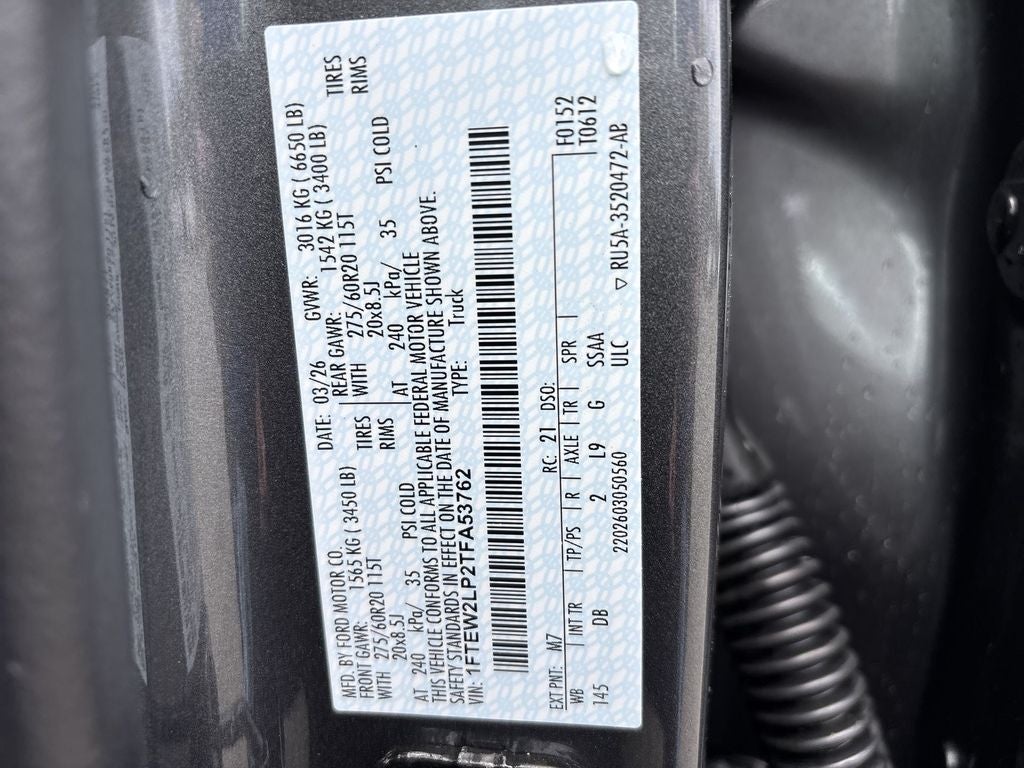 MFD. BY FORD MOTOR CO.
DATE: 03/26 GVWR: 3016 KG ( 6650 LB)
FRONT GAWR: 1565 KG ( 3450 LB) REAR GAWR: 1542 KG ( 3400 LB)
WITH 275/60R20 115T TIRES WITH 275/60R20 115T TIRES
20x8.5J RIMS 20x8.5J RIMS
AT 240 kPa/ 35 PSI COLD AT 240 kPa/ 35 PSI COLD
THIS VEHICLE CONFORMS TO ALL APPLICABLE FEDERAL MOTOR VEHICLE
SAFETY STANDARDS IN EFFECT ON THE DATE OF MANUFACTURE SHOWN ABOVE.
VIN: 1FTEW2LP2TFA53762 TYPE: Truck
EXT PNT: M7 RC: 21 DSO: F0152
WB INT TR TP/PS R AXLE TR SPR T0612
145 DB 2 L9 G SSAA
2202603050560 ULC ▽ RU5A-3520472-AB